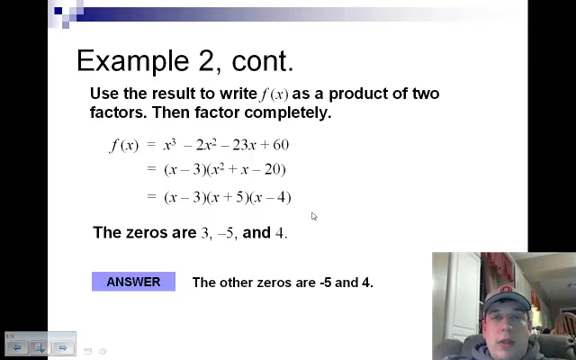 Example 2, cont.
Use the result to write f (x) as a product of two
factors. Then factor completely.
f (x) = x³ – 2x² – 23x + 60
= (x – 3)(x² + x – 20)
= (x – 3)(x + 5)(x – 4)
The zeros are 3, –5, and 4.
ANSWER The other zeros are -5 and 4.